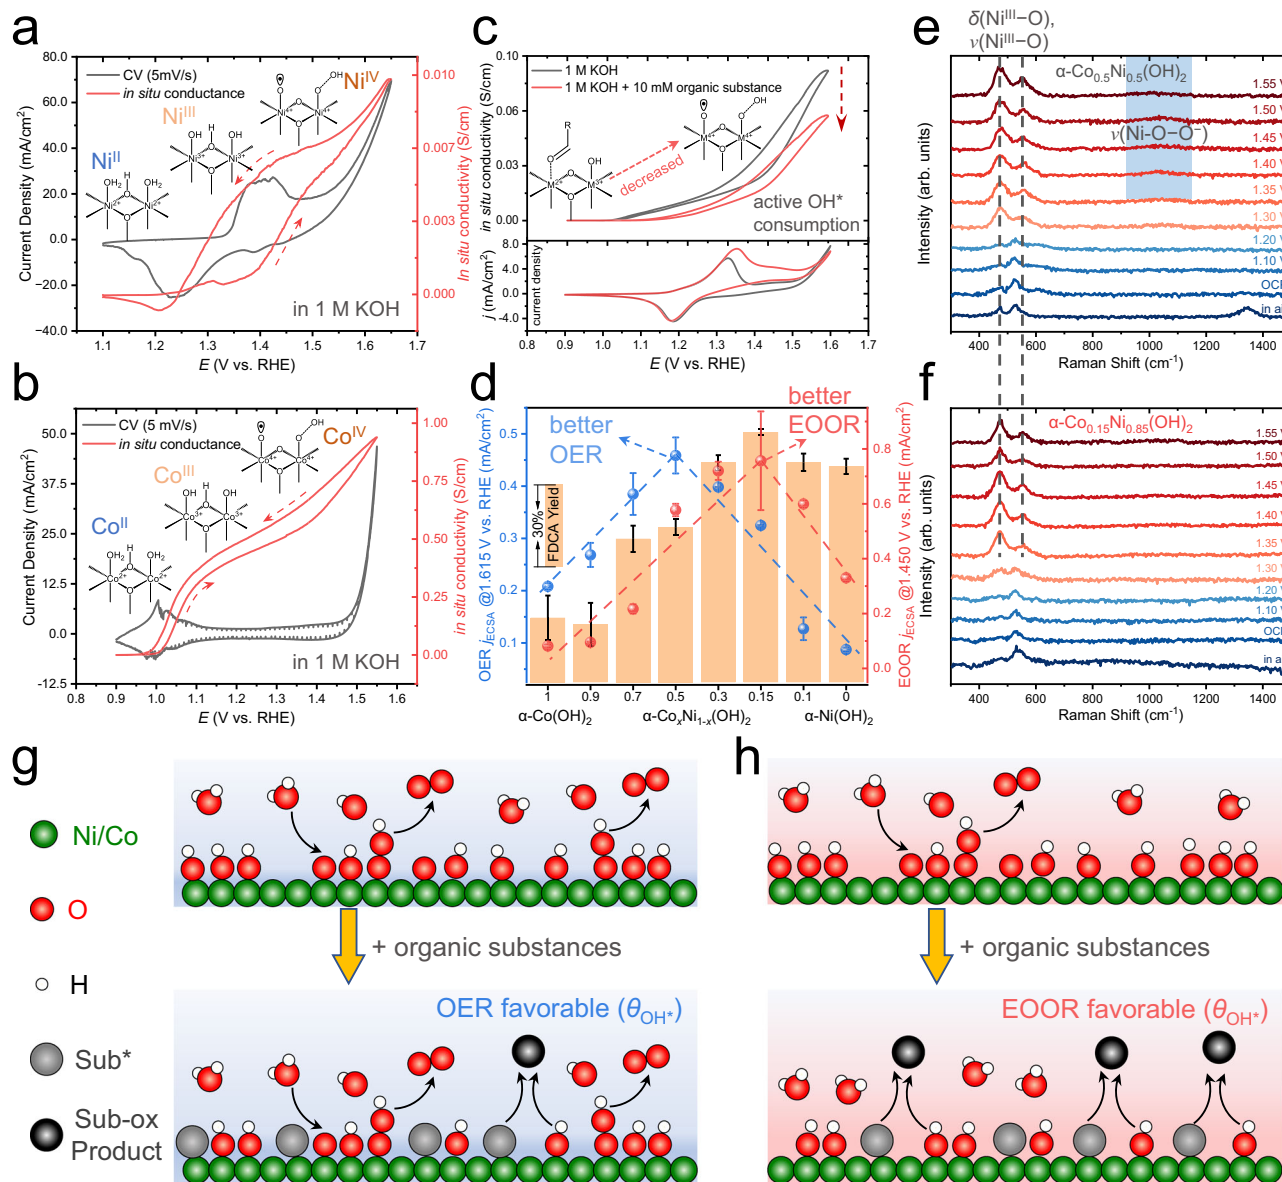 a
80.0
60.0
40.0
20.0
0.0
−20.0
−40.0
Current Density (mA/cm²)
CV (5mV/s)
in situ conductance
Ni^II
Ni^III
Ni^IV
in 1 M KOH
0.010
0.007
0.003
0.000
In situ conductivity (S/cm)
1.1 1.2 1.3 1.4 1.5 1.6 1.7
E (V vs. RHE)
b
50.0
37.5
25.0
12.5
0.0
-12.5
Current Density (mA/cm²)
CV (5 mV/s)
in situ conductance
Co^II
Co^III
Co^IV
in 1 M KOH
1.00
0.75
0.50
0.25
0.00
in situ conductivity (S/cm)
0.9 1.0 1.1 1.2 1.3 1.4 1.5 1.6
E (V vs. RHE)
c
0.10
0.06
0.03
0.00
in situ conductivity (S/cm)
1 M KOH
1 M KOH + 10 mM organic substance
decreased
active OH*
consumption
8.0
4.0
-4.0
j (mA/cm²)
current density
0.8 0.9 1.0 1.1 1.2 1.3 1.4 1.5 1.6 1.7
E (V vs. RHE)
d
better
OER
better
EOOR
0.5
0.4
0.3
0.2
0.1
OER j_ECSA @1.615 V vs. RHE (mA/cm²)
30%
FDCA Yield
0.8
0.6
0.4
0.2
0.0
EOOR j_ECSA @1.450 V vs. RHE (mA/cm²)
1 0.9 0.7 0.5 0.3 0.15 0.1 0
α-Co(OH)₂ α-CoₓNi₁₋ₓ(OH)₂ α-Ni(OH)₂
e
δ(Ni^III−O),
ν(Ni^III−O)
α-Co₀.₅Ni₀.₅(OH)₂
ν(Ni-O−O⁻)
1.55 V
1.50 V
1.45 V
1.40 V
1.35 V
1.30 V
1.20 V
1.10 V
Intensity (arb. units)
400 600 800 1000 1200 1400
Raman Shift (cm⁻¹)
f
α-Co₀.₁₅Ni₀.₈₅(OH)₂
1.55 V
1.50 V
1.45 V
1.40 V
1.35 V
1.30 V
1.20 V
1.10
Intensity (arb. units)
400 600 800 1000 1200 1400
Raman Shift (cm⁻¹)
g
Ni/Co
O
H
Sub*
Sub-ox
Product
+ organic substances
OER favorable (θ_OH*)
h
+ organic substances
EOOR favorable (θ_OH*)